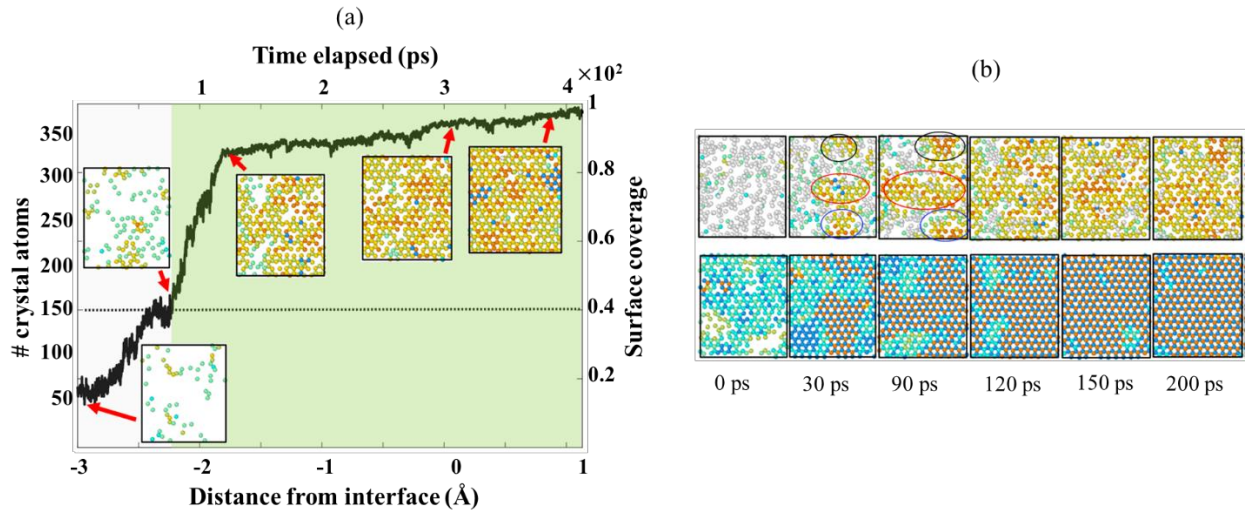 (a)
Time elapsed (ps)
1 2 3 4 ×10²
# crystal atoms
350
300
250
200
150
100
50
1
0.8
0.6
0.4
0.2
Surface coverage
-3 -2 -1 0 1
Distance from interface (Å)
(b)
0 ps 30 ps 90 ps 120 ps 150 ps 200 ps